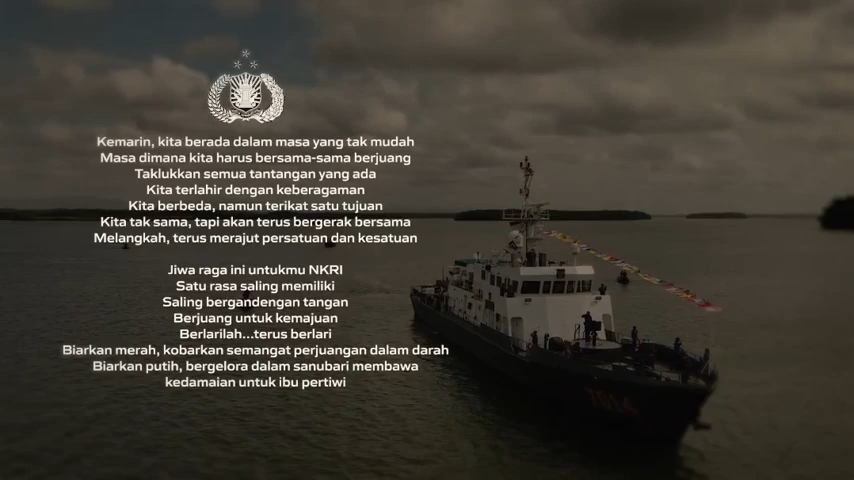 Kemarin, kita berada dalam masa yang tak mudah
Masa dimana kita harus bersama-sama berjuang
Taklukkan semua tantangan yang ada
Kita terlahir dengan keberagaman
Kita berbeda, namun terikat satu tujuan
Kita tak sama, tapi akan terus bergerak bersama
Melangkah, terus merajut persatuan dan kesatuan
Jiwa raga ini untukmu NKRI
Satu rasa saling memiliki
Saling bergandengan tangan
Berjuang untuk kemajuan
Berlarilah...terus berlari
Biarkan merah, kobarkan semangat perjuangan dalam darah
Biarkan putih, bergelora dalam sanubari membawa
kedamaian untuk ibu pertiwi